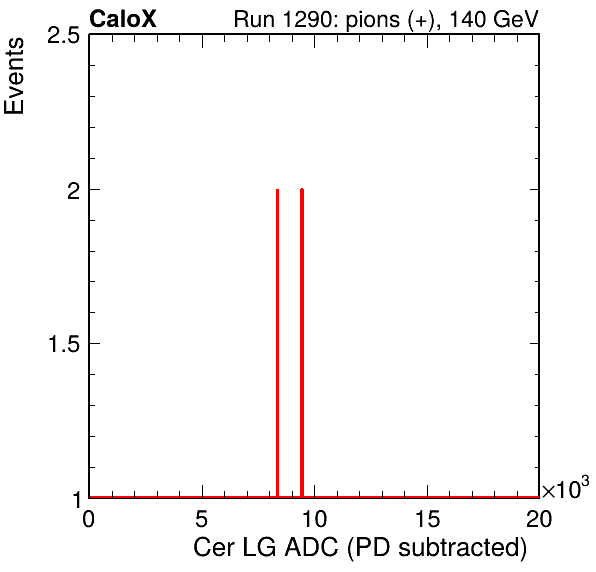 CaloX Run 1290: pions (+), 140 GeV
Events
2.5
2
1.5
1
0 5 10 15 20
×10³
Cer LG ADC (PD subtracted)